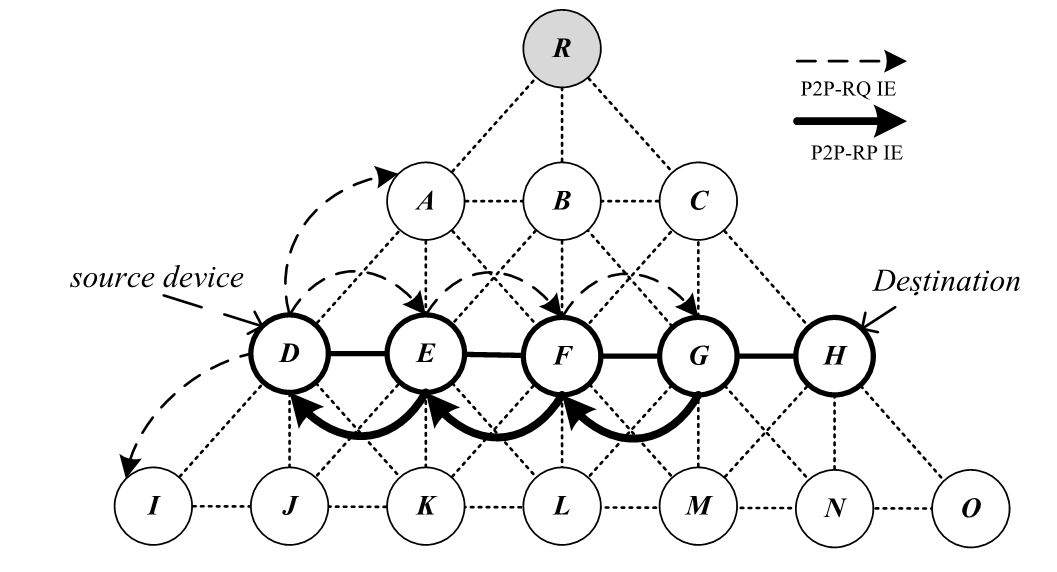 R
P2P-RQ IE
P2P-RP IE
A B C
source device
Destination
D E F G H
I J K L M N O